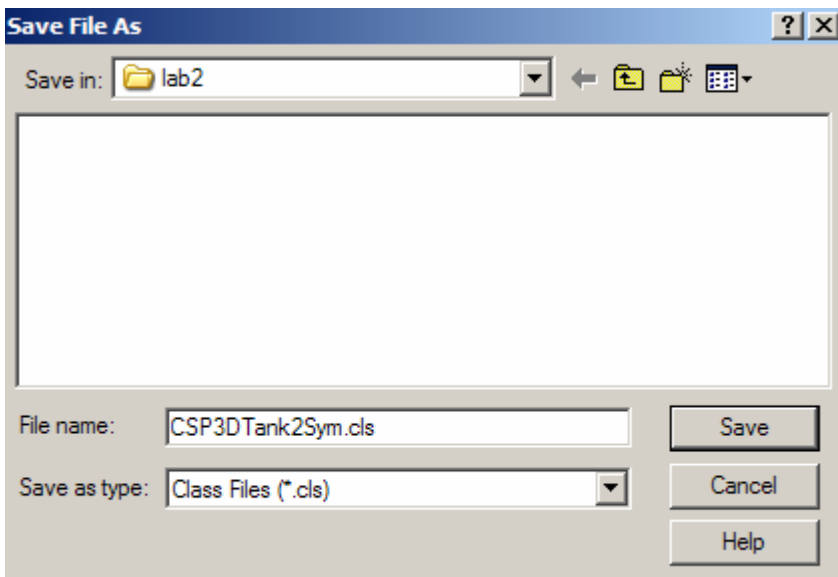 Save File As
Save in: lab2
File name: CSP3DTank2Sym.cls
Save
Save as type: Class Files (*.cls)
Cancel
Help